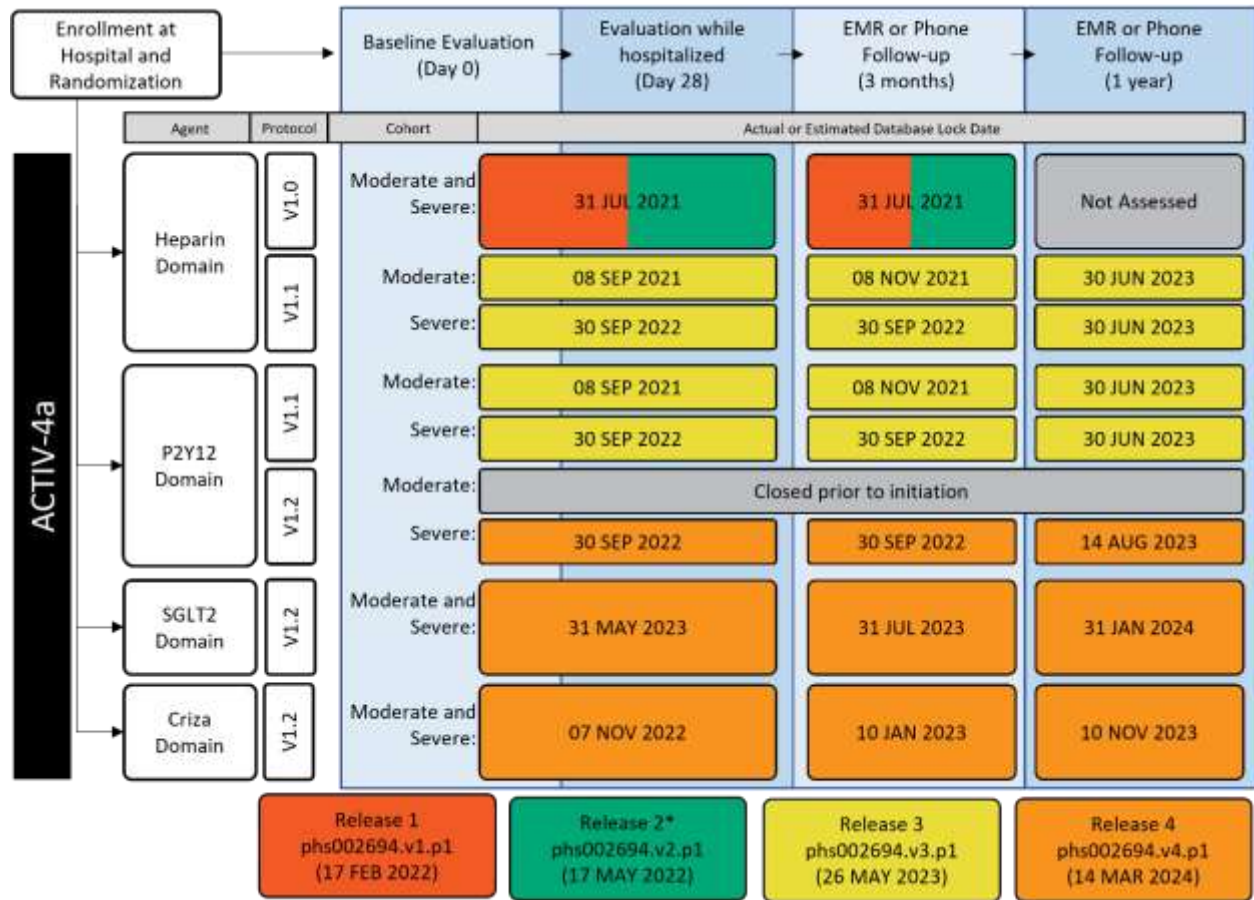 Enrollment at
Hospital and
Randomization
Baseline Evaluation
(Day 0)
Evaluation while
hospitalized
(Day 28)
EMR or Phone
Follow-up
(3 months)
EMR or Phone
Follow-up
(1 year)
Agent
Protocol
Cohort
Actual or Estimated Database Lock Date
ACTIV-4a
Heparin
Domain
V1.0
Moderate and
Severe:
31 JUL 2021
31 JUL 2021
Not Assessed
V1.1
Moderate:
08 SEP 2021
08 NOV 2021
30 JUN 2023
Severe:
30 SEP 2022
30 SEP 2022
30 JUN 2023
P2Y12
Domain
V1.1
Moderate:
08 SEP 2021
08 NOV 2021
30 JUN 2023
Severe:
30 SEP 2022
30 SEP 2022
30 JUN 2023
V1.2
Moderate:
Closed prior to initiation
Severe:
30 SEP 2022
30 SEP 2022
14 AUG 2023
SGLT2
Domain
V1.2
Moderate and
Severe:
31 MAY 2023
31 JUL 2023
31 JAN 2024
Criza
Domain
V1.2
Moderate and
Severe:
07 NOV 2022
10 JAN 2023
10 NOV 2023
Release 1
phs002694.v1.p1
(17 FEB 2022)
Release 2*
phs002694.v2.p1
(17 MAY 2022)
Release 3
phs002694.v3.p1
(26 MAY 2023)
Release 4
phs002694.v4.p1
(14 MAR 2024)